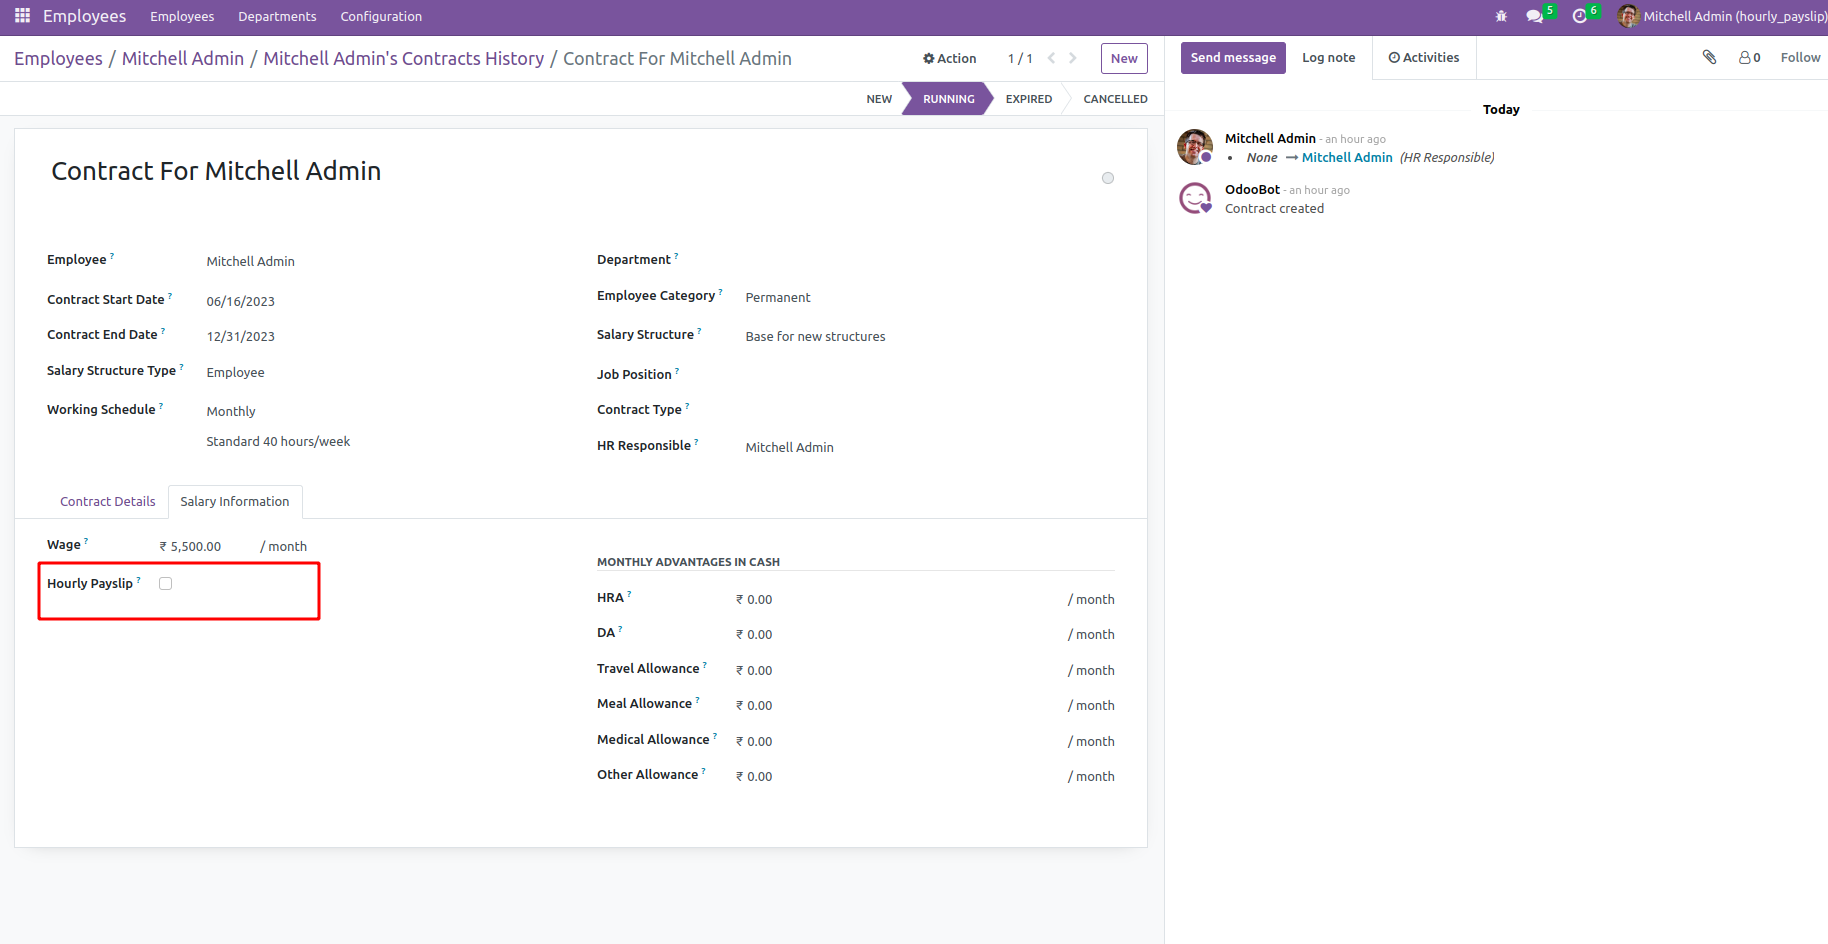 Employees Employees Departments Configuration 5 6 Mitchell Admin (hourly_payslip)
Employees / Mitchell Admin / Mitchell Admin's Contracts History / Contract For Mitchell Admin Action 1 / 1 New
Send message Log note Activities 0 Follow
NEW RUNNING EXPIRED CANCELLED
Contract For Mitchell Admin
Employee ? Mitchell Admin
Contract Start Date ? 06/16/2023
Contract End Date ? 12/31/2023
Salary Structure Type ? Employee
Working Schedule ? Monthly
Standard 40 hours/week
Department ?
Employee Category ? Permanent
Salary Structure ? Base for new structures
Job Position ?
Contract Type ?
HR Responsible ? Mitchell Admin
Contract Details Salary Information
Wage ? ₹ 5,500.00 / month
Hourly Payslip ?
MONTHLY ADVANTAGES IN CASH
HRA ? ₹ 0.00 / month
DA ? ₹ 0.00 / month
Travel Allowance ? ₹ 0.00 / month
Meal Allowance ? ₹ 0.00 / month
Medical Allowance ? ₹ 0.00 / month
Other Allowance ? ₹ 0.00 / month
Today
Mitchell Admin - an hour ago
• None → Mitchell Admin (HR Responsible)
OdooBot - an hour ago
Contract created